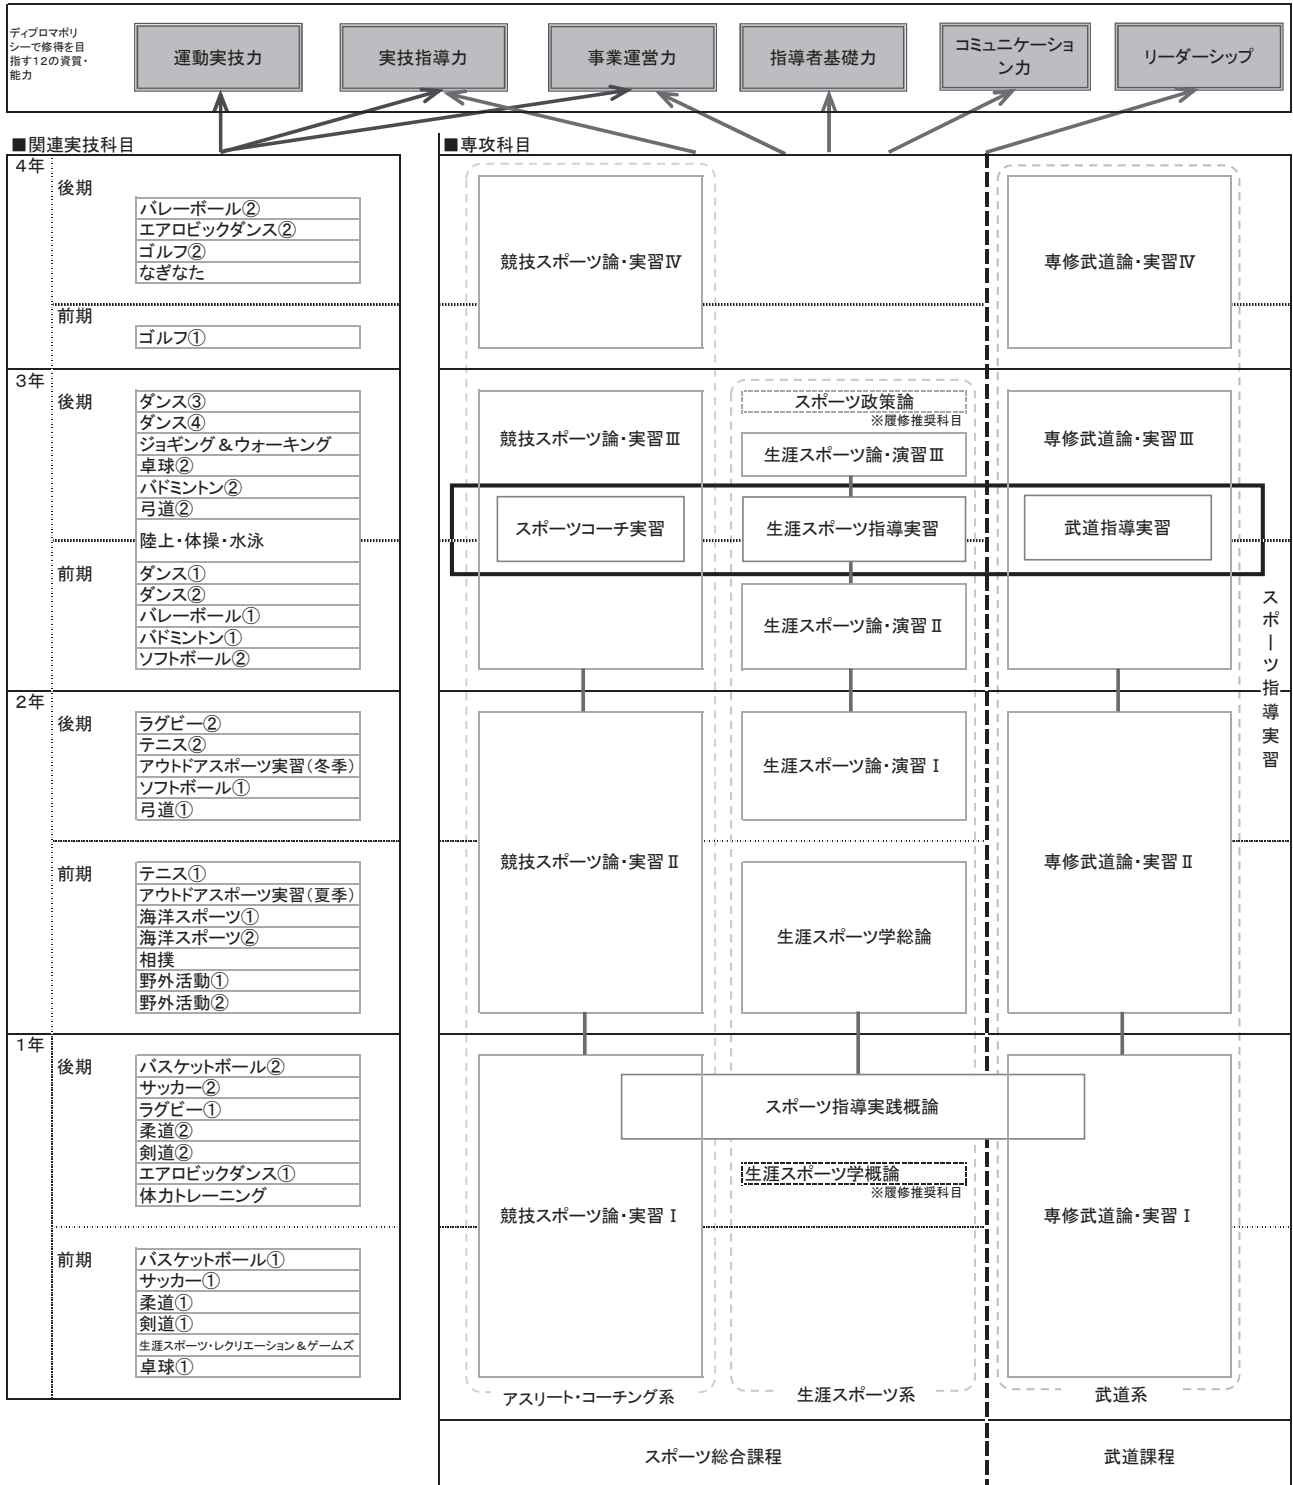 ディプロマポリ
シーで修得を目
指す12の資質・
能力
運動実技力
実技指導力
事業運営力
指導者基礎力
コミュニケーショ
ン力
リーダーシップ
■関連実技科目
4年
後期
バレーボール②
エアロビックダンス②
ゴルフ②
なぎなた
前期
ゴルフ①
3年
後期
ダンス③
ダンス④
ジョギング＆ウォーキング
卓球②
バドミントン②
弓道②
陸上・体操・水泳
前期
ダンス①
ダンス②
バレーボール①
バドミントン①
ソフトボール②
2年
後期
ラグビー②
テニス②
アウトドアスポーツ実習（冬季）
ソフトボール①
弓道①
前期
テニス①
アウトドアスポーツ実習（夏季）
海洋スポーツ①
海洋スポーツ②
相撲
野外活動①
野外活動②
1年
後期
バスケットボール②
サッカー②
ラグビー①
柔道②
剣道②
エアロビックダンス①
体力トレーニング
前期
バスケットボール①
サッカー①
柔道①
剣道①
生涯スポーツ・レクリエーション＆ゲームズ
卓球①
■専攻科目
競技スポーツ論・実習Ⅳ
専修武道論・実習Ⅳ
競技スポーツ論・実習Ⅲ
スポーツ政策論
※履修推奨科目
生涯スポーツ論・演習Ⅲ
専修武道論・実習Ⅲ
スポーツコーチ実習
生涯スポーツ指導実習
武道指導実習
生涯スポーツ論・演習Ⅱ
スポーツ指導実習
生涯スポーツ論・演習Ⅰ
競技スポーツ論・実習Ⅱ
専修武道論・実習Ⅱ
生涯スポーツ学総論
スポーツ指導実践概論
生涯スポーツ学概論
※履修推奨科目
競技スポーツ論・実習Ⅰ
専修武道論・実習Ⅰ
アスリート・コーチング系
生涯スポーツ系
武道系
スポーツ総合課程
武道課程